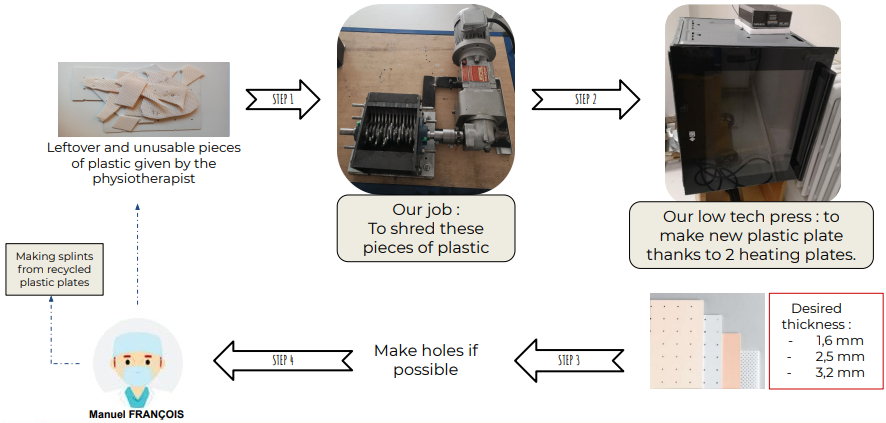 STEP 1
STEP 2
Leftover and unusable pieces
of plastic given by the
physiotherapist
Our job :
To shred these
pieces of plastic
Our low tech press : to
make new plastic plate
thanks to 2 heating plates.
Making splints
from recycled
plastic plates
Desired
thickness :
- 1,6 mm
- 2,5 mm
- 3,2 mm
STEP 3
Make holes if
possible
STEP 4
Manuel FRANÇOIS